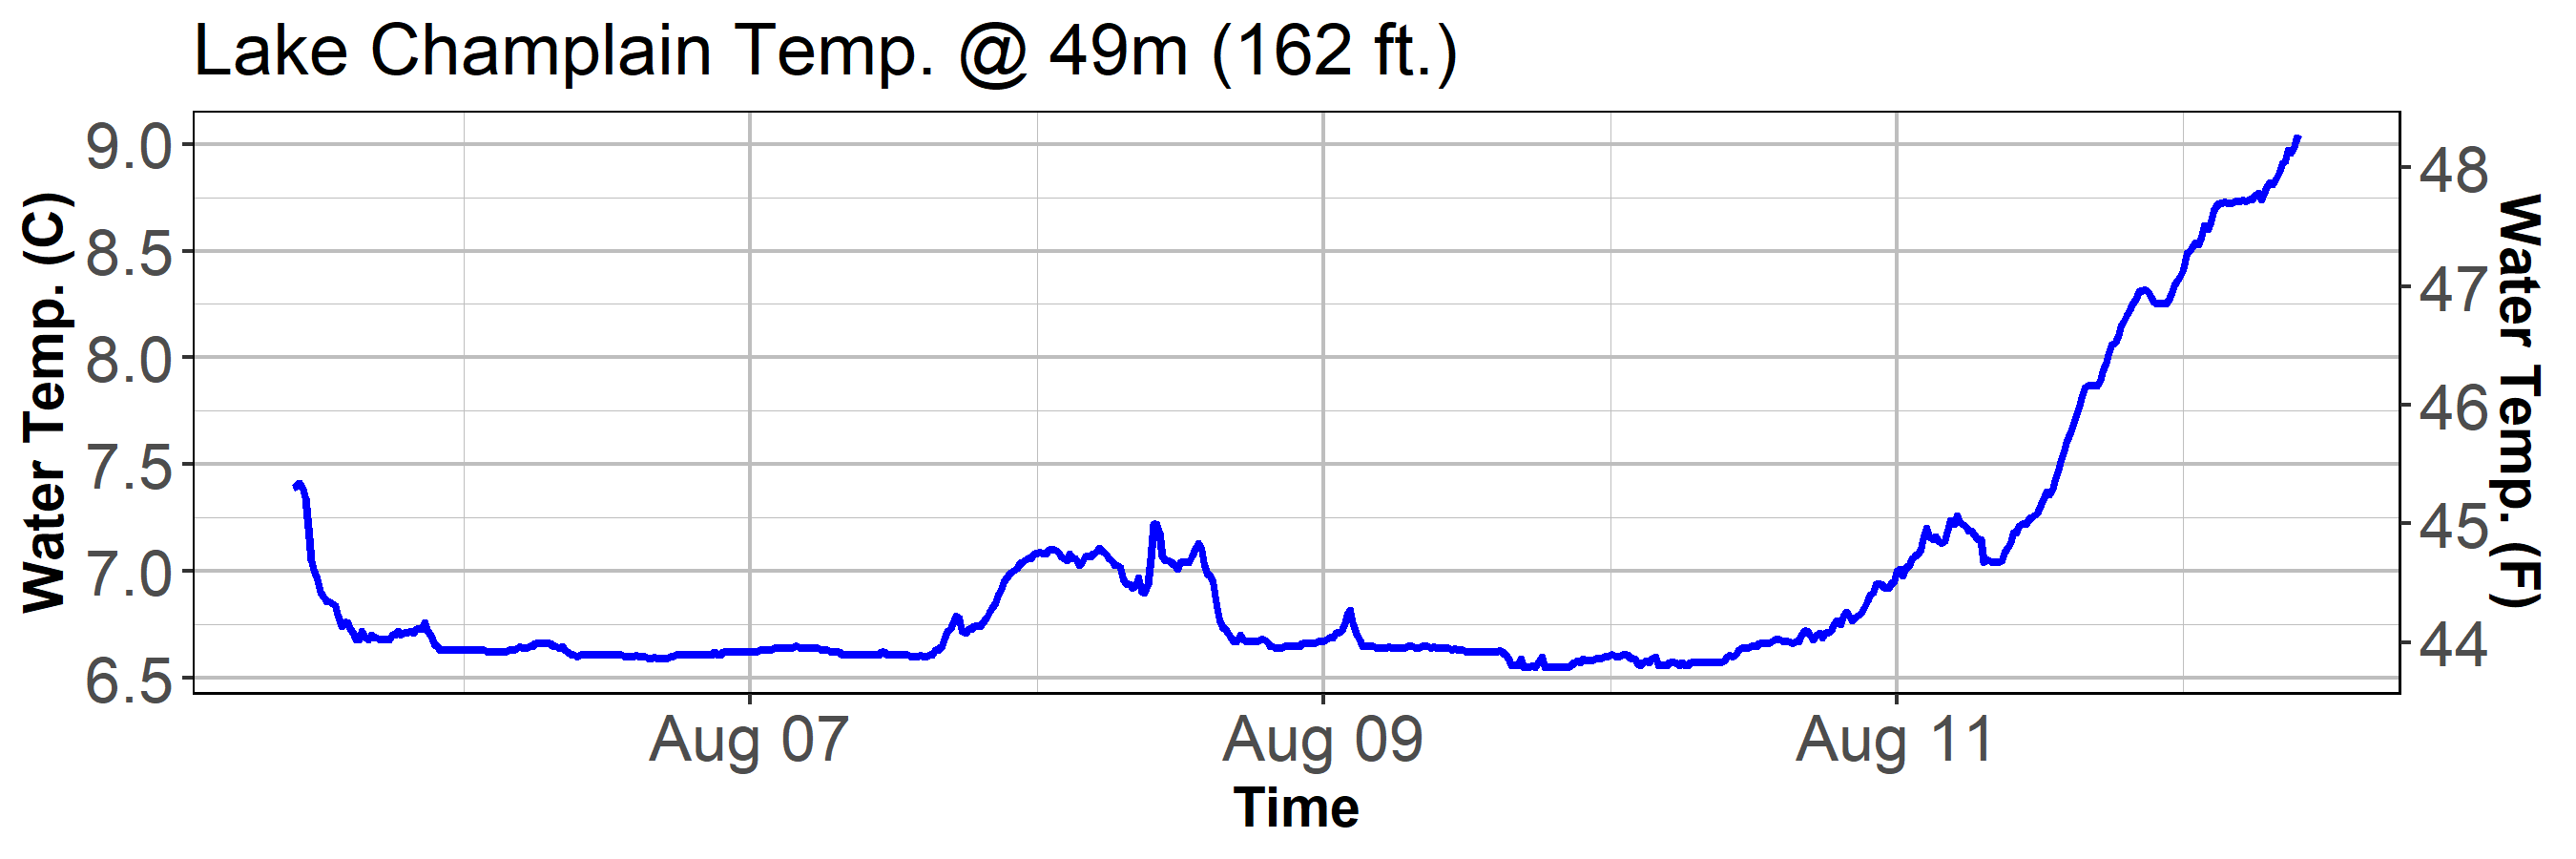 Lake Champlain Temp. @ 49m (162 ft.)
Water Temp. (C)
9.0
8.5
8.0
7.5
7.0
6.5
48
47
46
45
44
Water Temp. (F)
Aug 07
Aug 09
Aug 11
Time